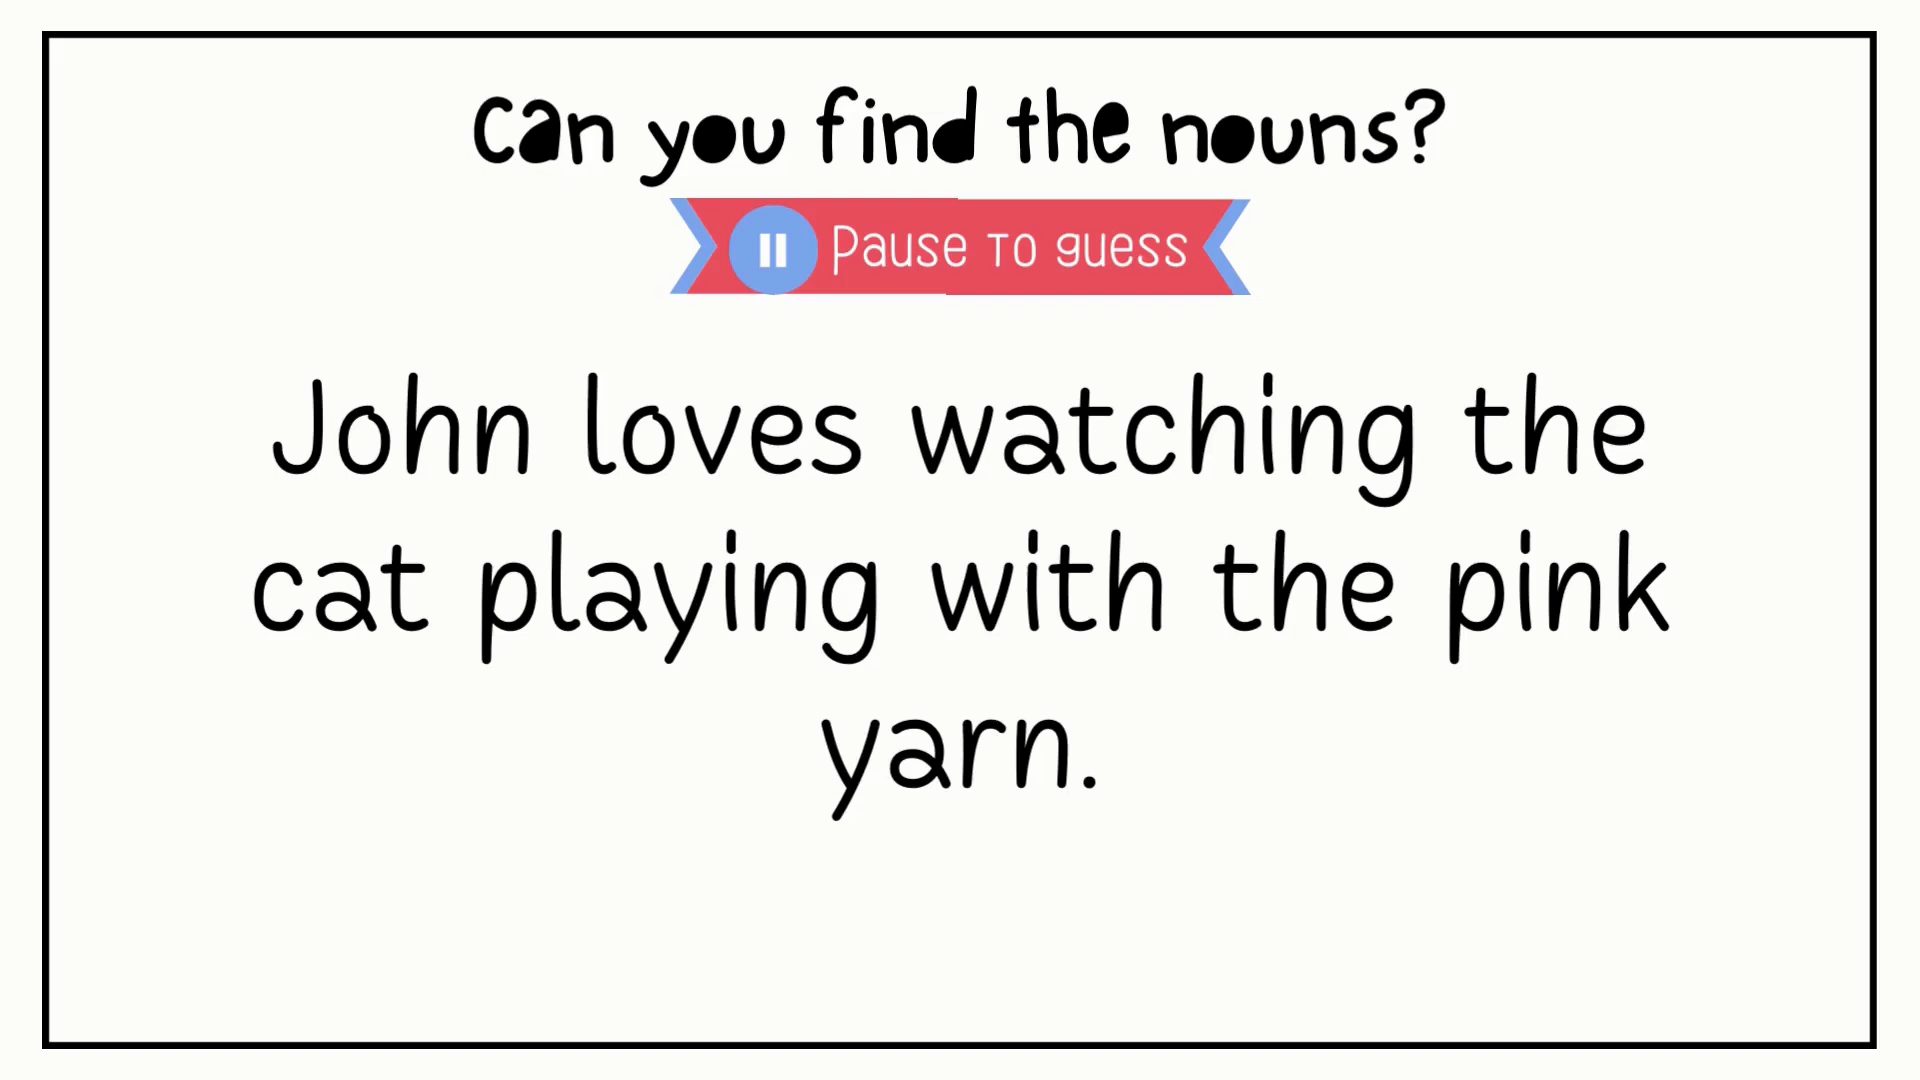 Can you find the nouns?
Pause to guess
John loves watching the
cat playing with the pink
yarn.